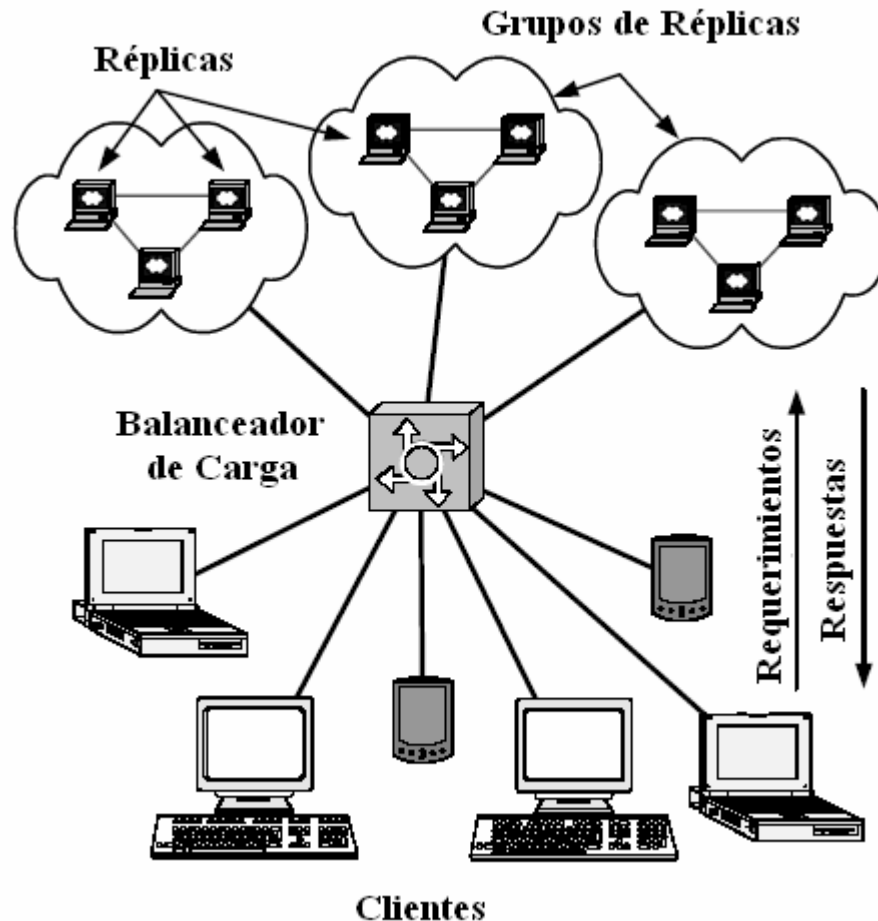 Grupos de Réplicas
Réplicas
Balanceador
de Carga
Requerimientos
Respuestas
Clientes